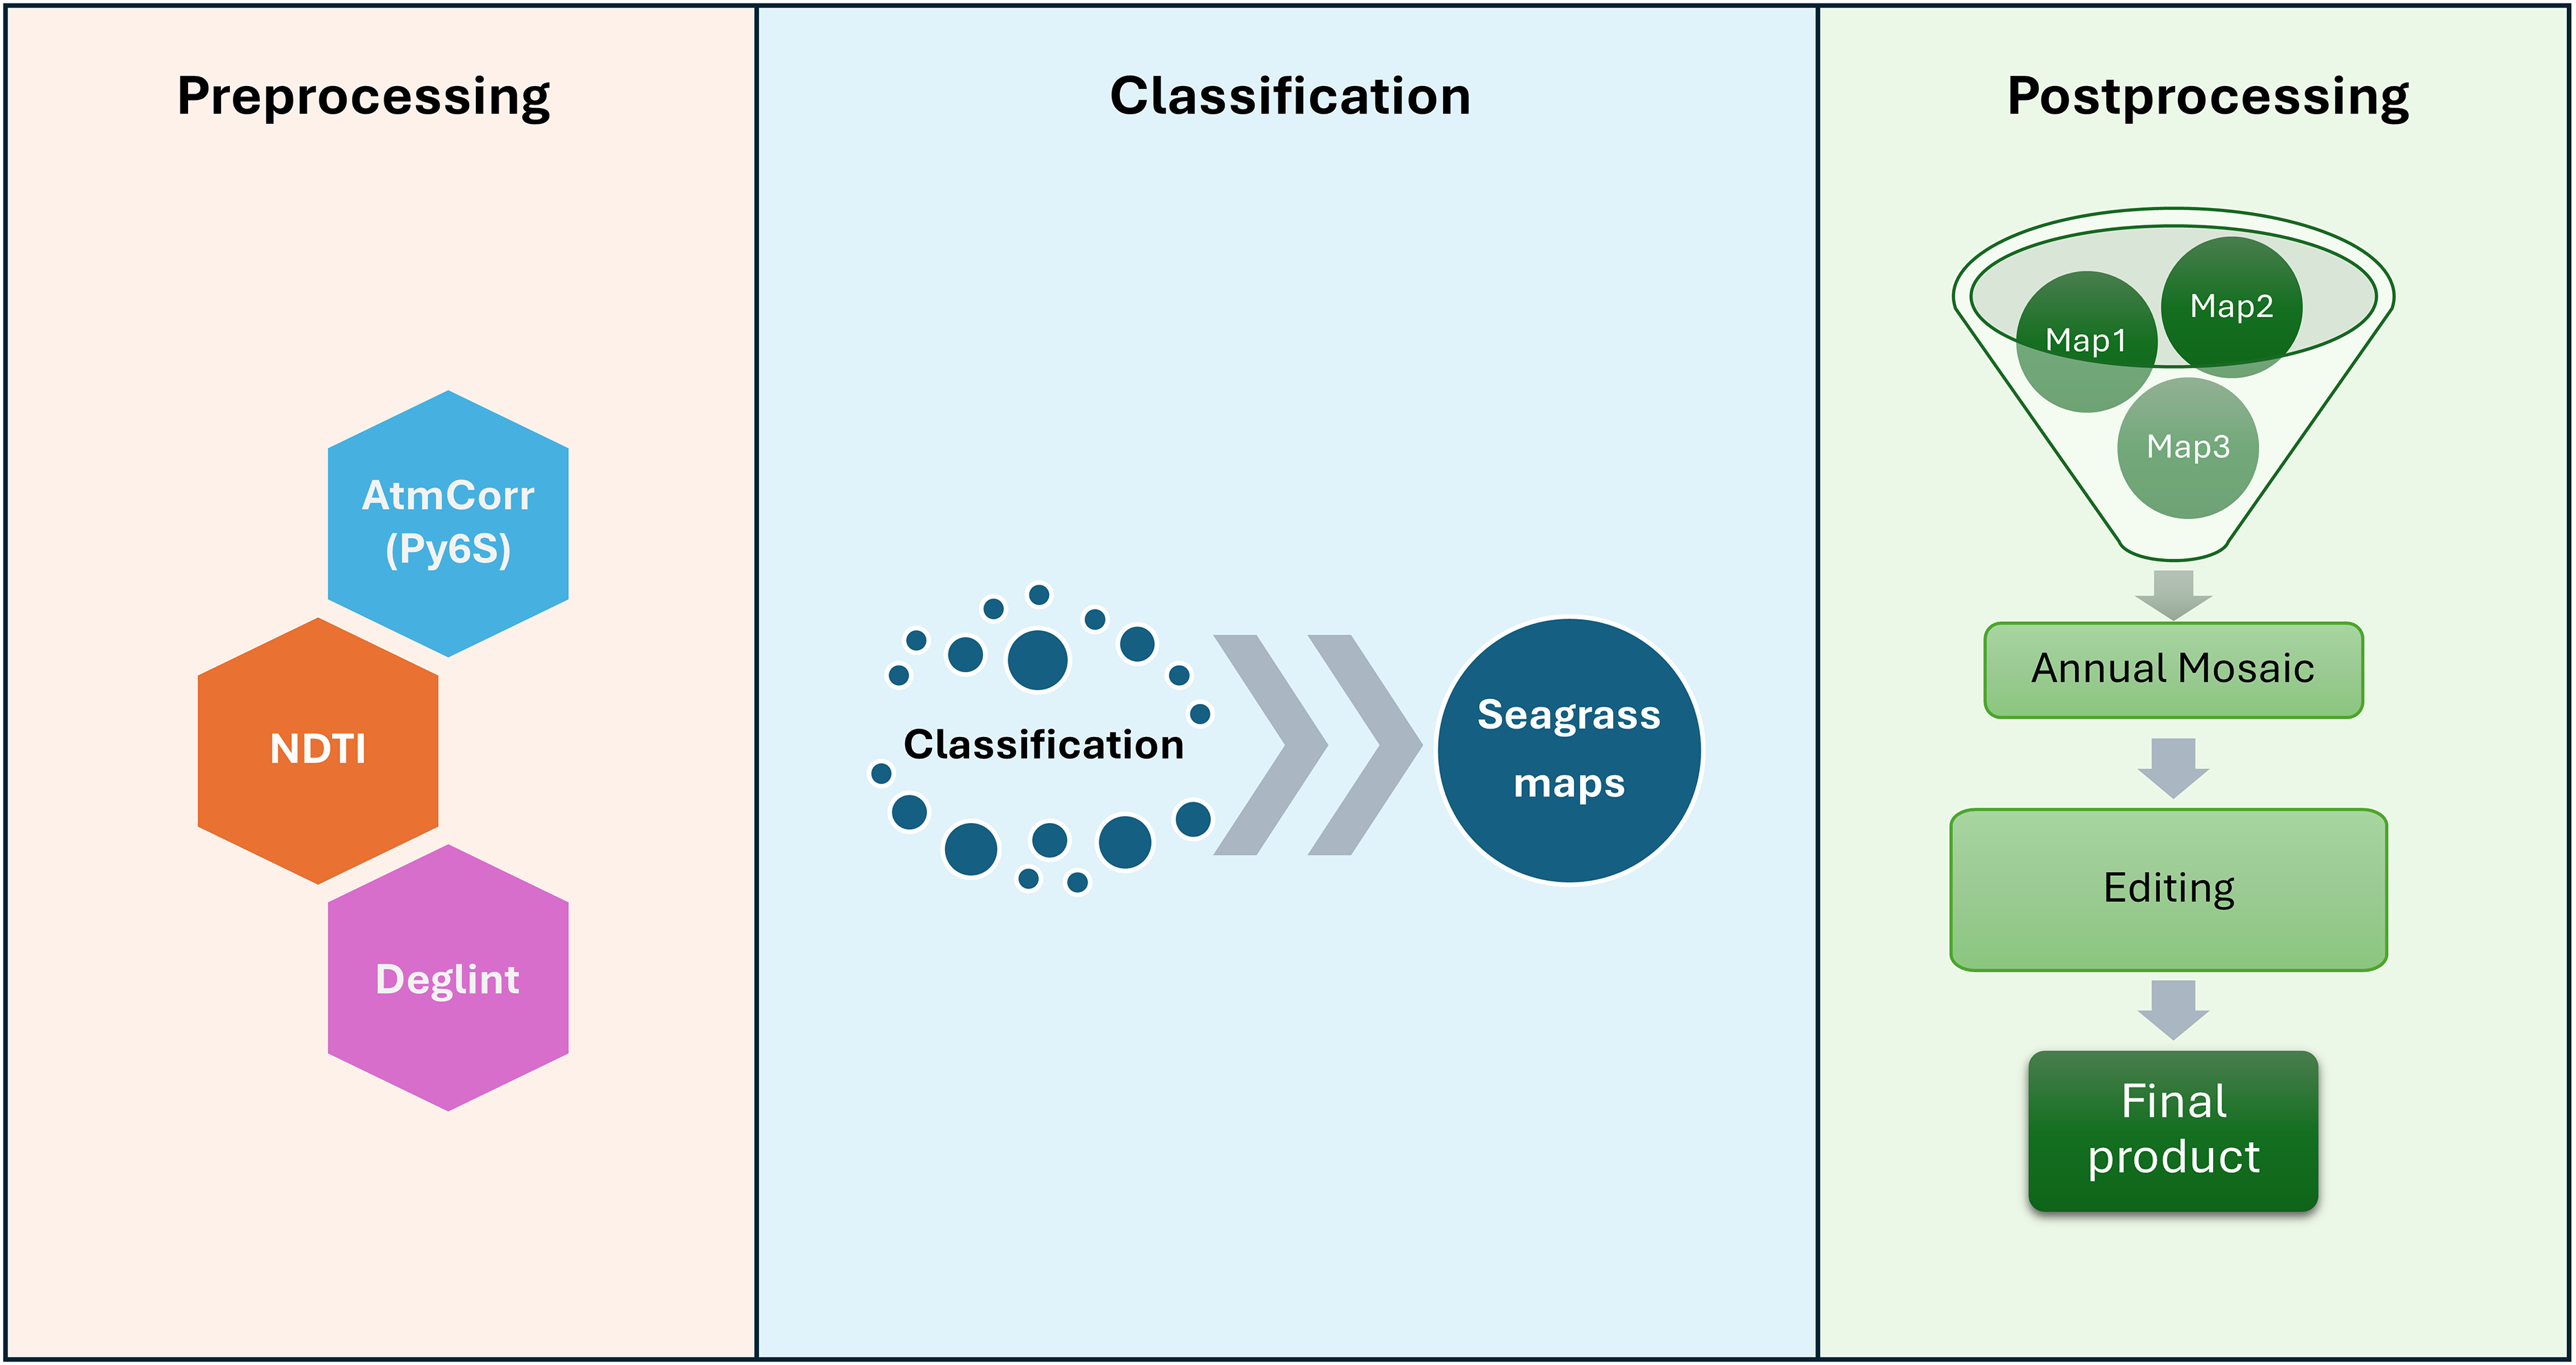 Preprocessing
AtmCorr
(Py6S)
NDTI
Deglint
Classification
Classification
Seagrass
maps
Postprocessing
Map1
Map2
Map3
Annual Mosaic
Editing
Final
product